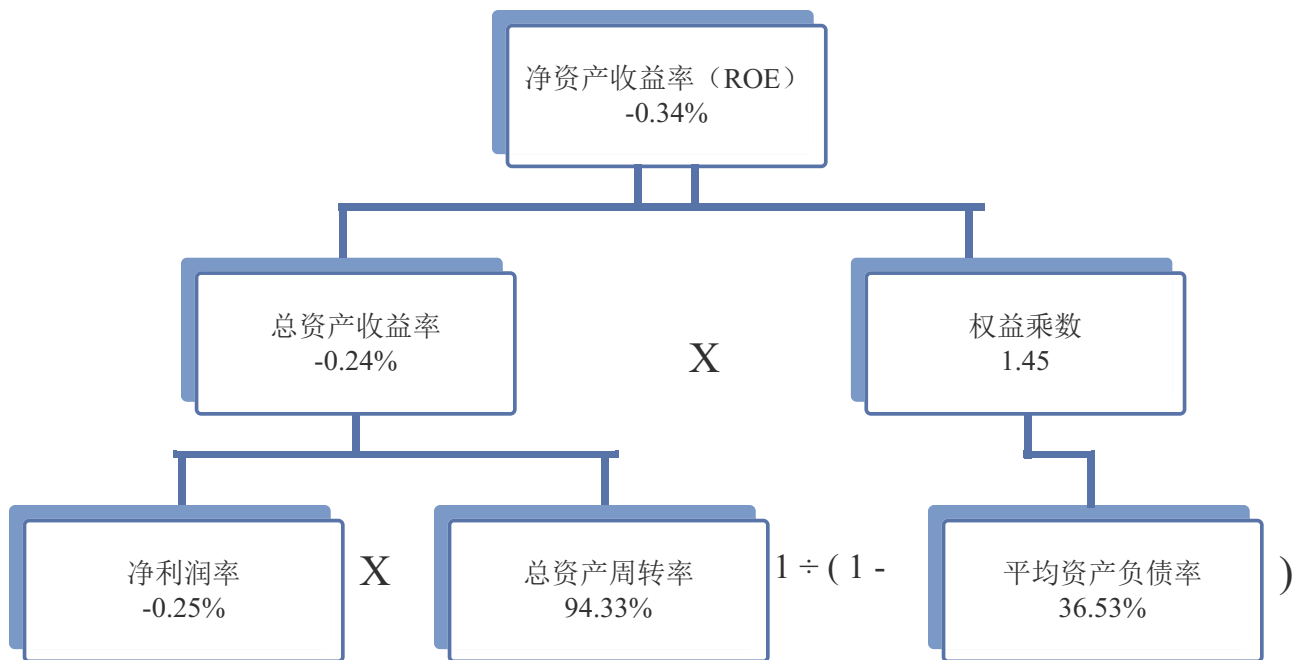 净资产收益率（ROE）
-0.34%
总资产收益率
-0.24%
X
权益乘数
1.45
净利润率
-0.25%
X
总资产周转率
94.33%
1 ÷ ( 1 -
平均资产负债率
36.53%
)